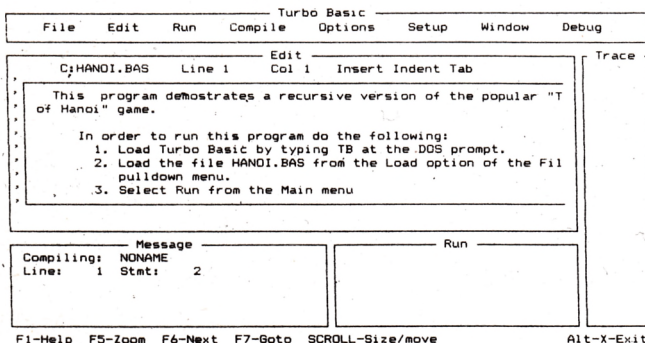 Turbo Basic
File Edit Run Compile Options Setup Window Debug
Edit
Trace
C:HANOI.BAS Line 1 Col 1 Insert Indent Tab
This program demostrates a recursive version of the popular "T
of Hanoi" game.
In order to run this program do the following:
1. Load Turbo Basic by typing TB at the DOS prompt.
2. Load the file HANOI.BAS from the Load option of the Fil
pulldown menu.
3. Select Run from the Main menu
Message
Run
Compiling: NONAME
Line: 1 Stmt: 2
F1-Help F5-Zoom F6-Next F7-Goto SCROLL-Size/move Alt-X-Exit